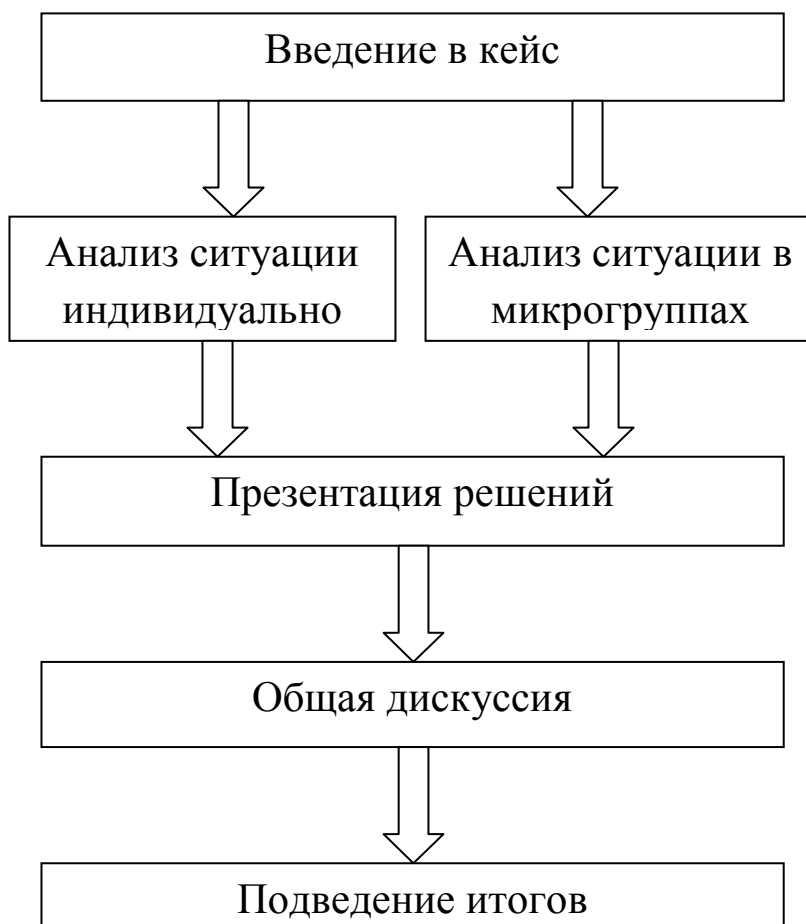 Введение в кейс
Анализ ситуации
индивидуально
Анализ ситуации в
микрогруппах
Презентация решений
Общая дискуссия
Подведение итогов